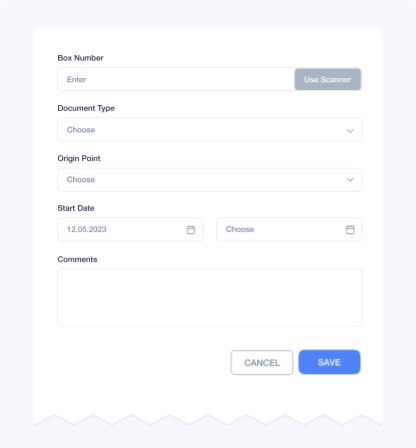 Box Number
Enter
Use Scanner
Document Type
Choose
Origin Point
Choose
Start Date
12.05.2023
Choose
Comments
CANCEL
SAVE